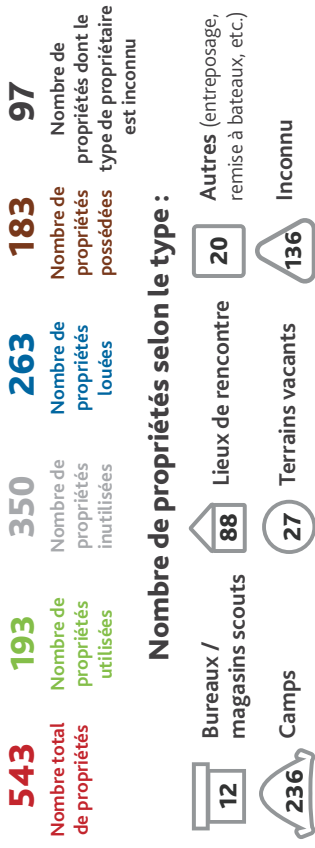 543
Nombre total
de propriétés
193
Nombre de
propriétés
utilisées
350
Nombre de
propriétés
inutilisées
263
Nombre de
propriétés
louées
183
Nombre de
propriétés
possédées
97
Nombre de
propriétés dont le
type de propriétaire
est inconnu
Nombre de propriétés selon le type :
12
Bureaux /
magasins scouts
88
Lieux de rencontre
20
Autres (entreposage,
remise à bateaux, etc.)
236
Camps
27
Terrains vacants
136
Inconnu